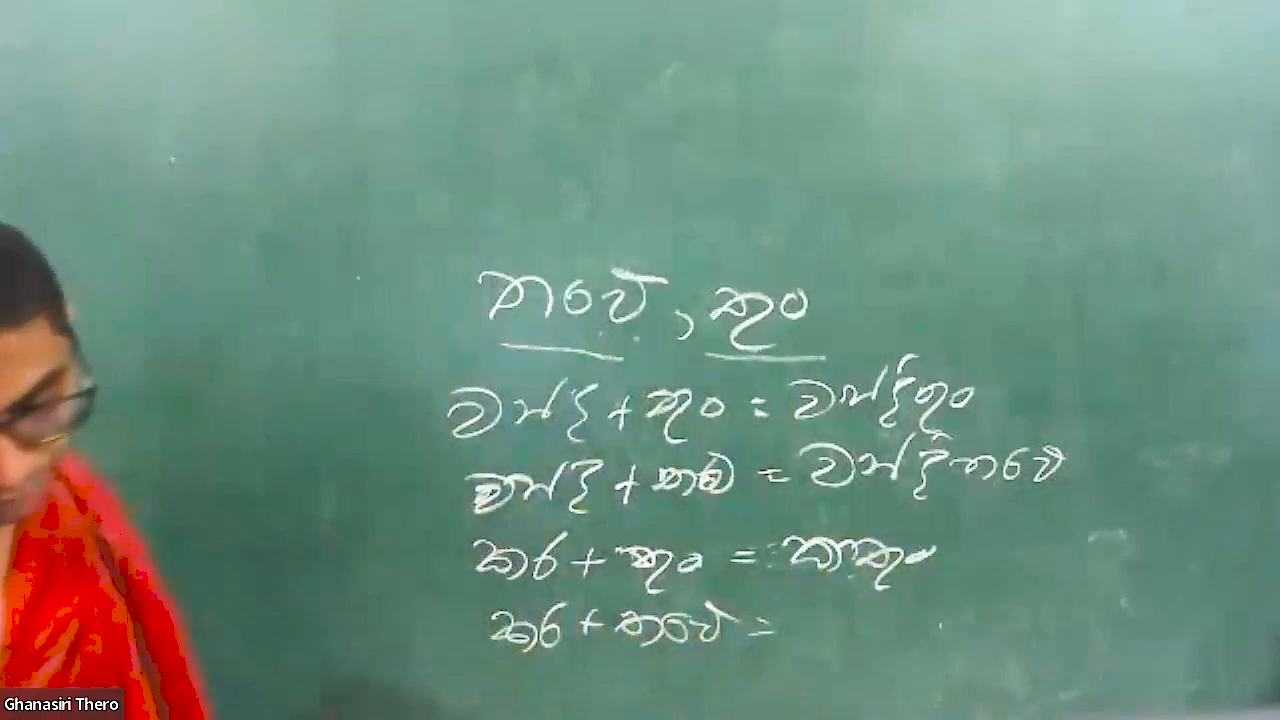 තවෙ, තුං
වන්දි + තුං = වන්දිතුං
වන්දි + තවෙ = වන්දිතවෙ
කර + තුං = කාතුං
කර + තවෙ =
Ghanasiri Thero